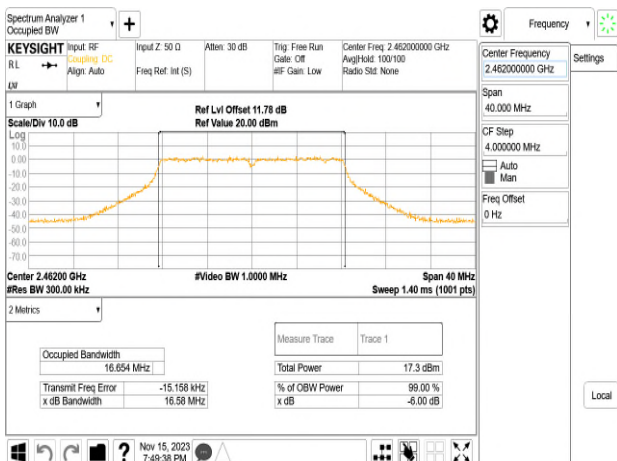 Spectrum Analyzer 1
Occupied BW
KEYSIGHT
RL
LXI
Input: RF
Coupling: DC
Align: Auto
Input Z: 50 Ω
Freq Ref: Int (S)
Atten: 30 dB
Trig: Free Run
Gate: Off
#IF Gain: Low
Center Freq: 2.462000000 GHz
Avg|Hold: 100/100
Radio Std: None
1 Graph
Scale/Div 10.0 dB
Ref Lvl Offset 11.78 dB
Ref Value 20.00 dBm
Log
10.0
0.00
-10.0
-20.0
-30.0
-40.0
-50.0
-60.0
-70.0
Center 2.46200 GHz
#Res BW 300.00 kHz
#Video BW 1.0000 MHz
Span 40 MHz
Sweep 1.40 ms (1001 pts)
2 Metrics
Measure Trace Trace 1
Occupied Bandwidth
16.654 MHz
Total Power 17.3 dBm
Transmit Freq Error -15.158 kHz
% of OBW Power 99.00 %
x dB Bandwidth 16.58 MHz
x dB -6.00 dB
Nov 15, 2023
7:49:38 PM
Frequency
Center Frequency
2.462000000 GHz
Settings
Span
40.000 MHz
CF Step
4.000000 MHz
Auto
Man
Freq Offset
0 Hz
Local